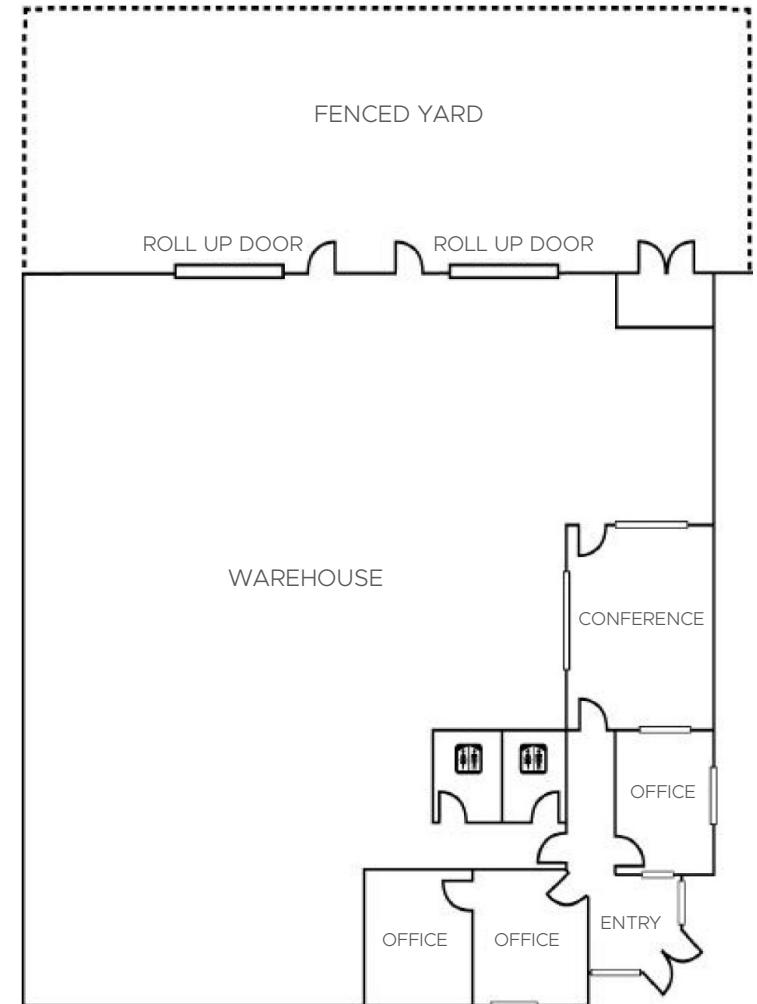 FENCED YARD
ROLL UP DOOR
ROLL UP DOOR
WAREHOUSE
CONFERENCE
OFFICE
ENTRY
OFFICE
OFFICE